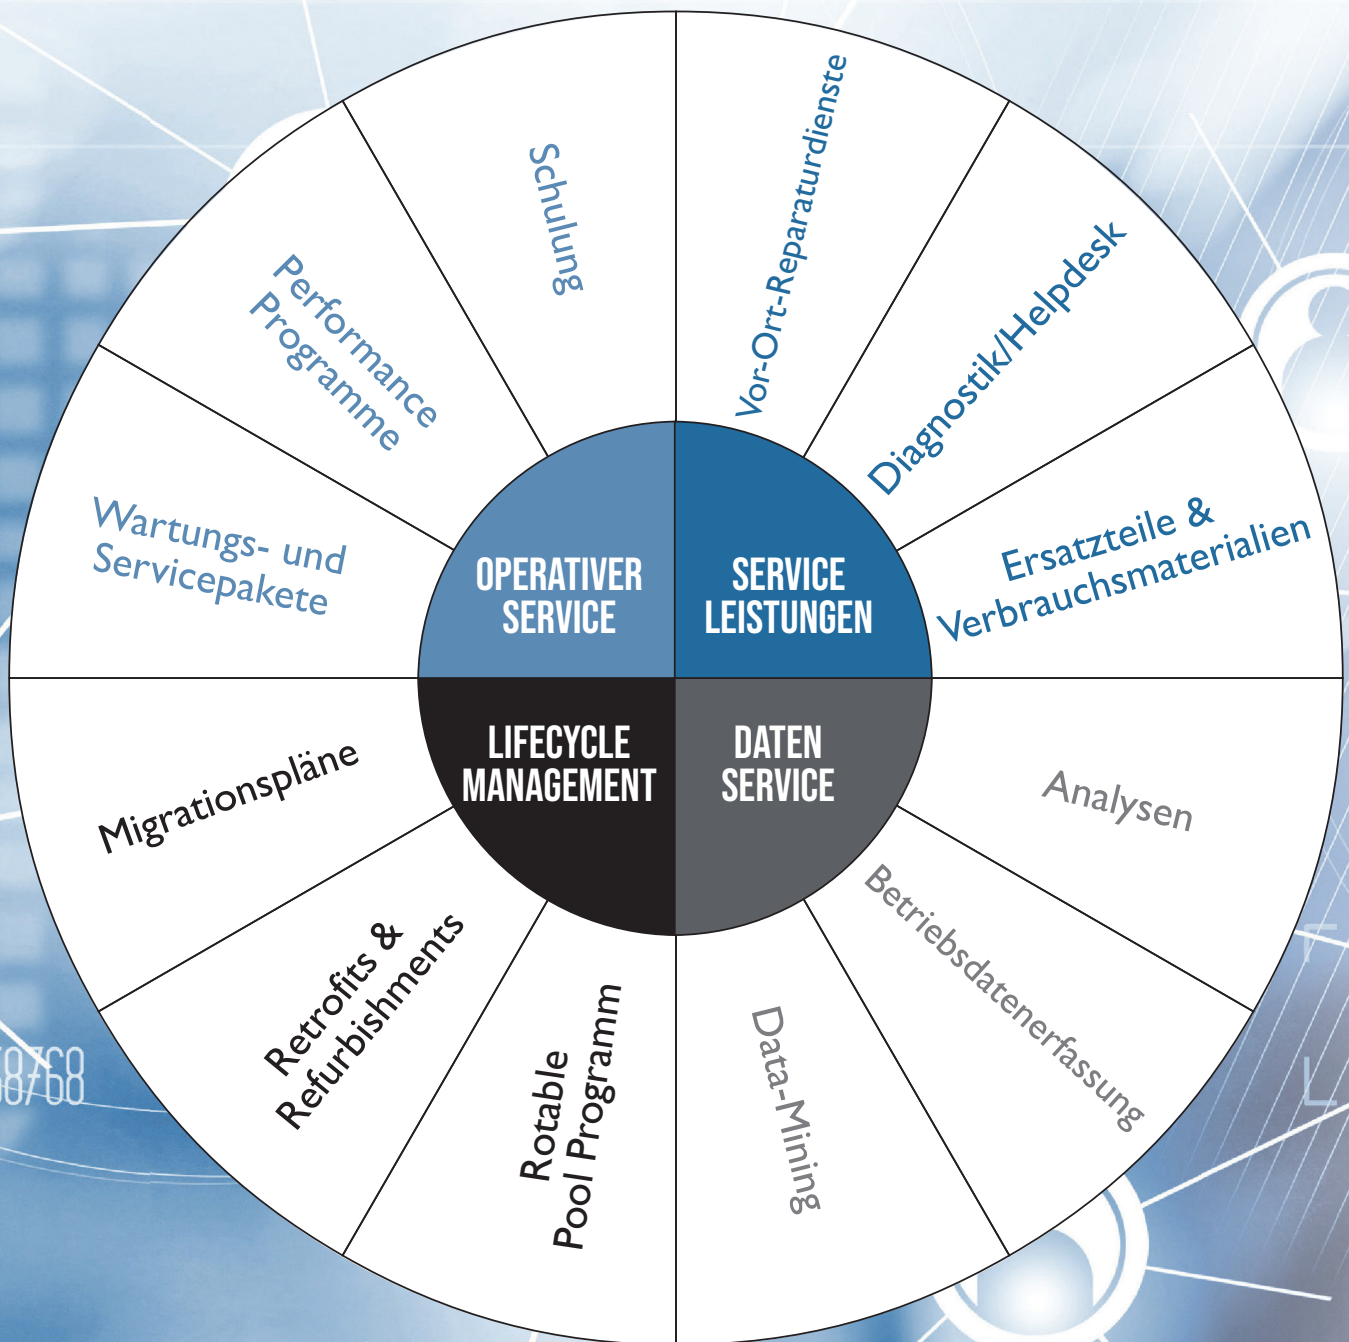 Schulung
Vor-Ort-Reparaturdienste
Performance
Programme
Diagnostik/Helpdesk
Wartungs- und
Servicepakete
Ersatzteile &
Verbrauchsmaterialien
OPERATIVER
SERVICE
SERVICE
LEISTUNGEN
LIFECYCLE
MANAGEMENT
DATEN
SERVICE
Migrationspläne
Analysen
Retrofits &
Refurbishments
Betriebsdatenerfassung
Rotable
Pool Programm
Data-Mining